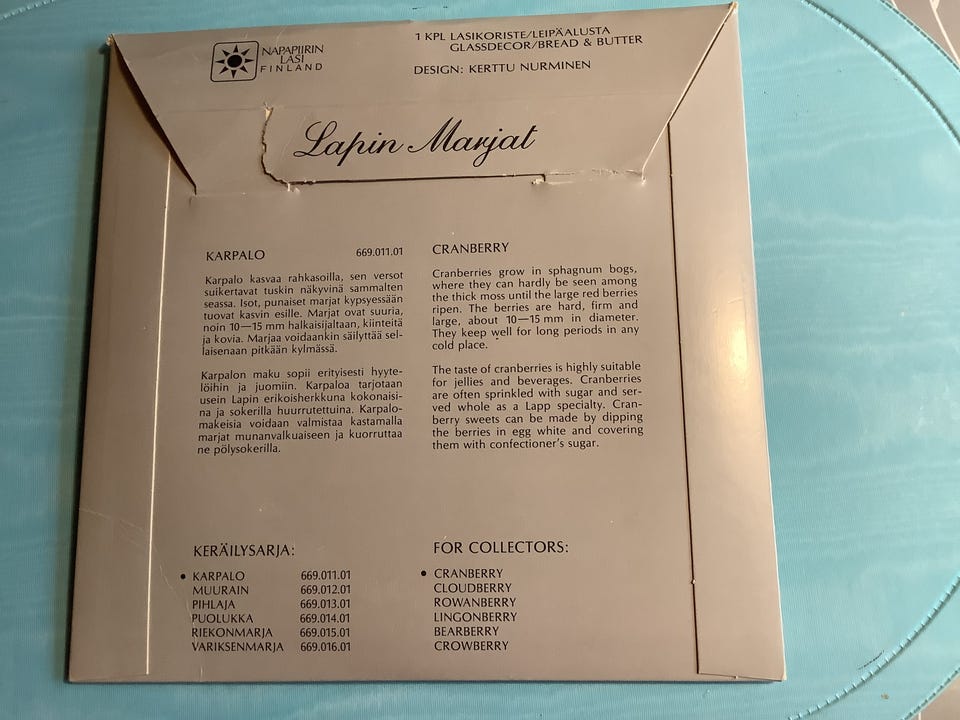 NAPAPIIRIN
LASI
FINLAND
1 KPL LASIKORISTE/LEIPÄALUSTA
GLASSDECOR/BREAD & BUTTER
DESIGN: KERTTU NURMINEN
Lapin Marjat
KARPALO 669.011.01
Karpalo kasvaa rahkasoilla, sen versot
suikertavat tuskin näkyvinä sammalten
seassa. Isot, punaiset marjat kypsyessään
tuovat kasvin esille. Marjat ovat suuria,
noin 10—15 mm halkaisijaltaan, kiinteitä
ja kovia. Marjaa voidaankin säilyttää sel-
laisenaan pitkään kylmässä.
Karpalon maku sopii erityisesti hyyte-
löihin ja juomiin. Karpaloa tarjotaan
usein Lapin erikoisherkkuna kokonaisi-
na ja sokerilla huurrutettuina. Karpalo-
makeisia voidaan valmistaa kastamalla
marjat munanvalkuaiseen ja kuorruttaa
ne pölysokerilla.
CRANBERRY
Cranberries grow in sphagnum bogs,
where they can hardly be seen among
the thick moss until the large red berries
ripen. The berries are hard, firm and
large, about 10—15 mm in diameter.
They keep well for long periods in any
cold place.
The taste of cranberries is highly suitable
for jellies and beverages. Cranberries
are often sprinkled with sugar and ser-
ved whole as a Lapp specialty. Cran-
berry sweets can be made by dipping
the berries in egg white and covering
them with confectioner's sugar.
KERÄILYSARJA:
• KARPALO 669.011.01
MUURAIN 669.012.01
PIHLAJA 669.013.01
PUOLUKKA 669.014.01
RIEKONMARJA 669.015.01
VARIKSENMARJA 669.016.01
FOR COLLECTORS:
• CRANBERRY
CLOUDBERRY
ROWANBERRY
LINGONBERRY
BEARBERRY
CROWBERRY